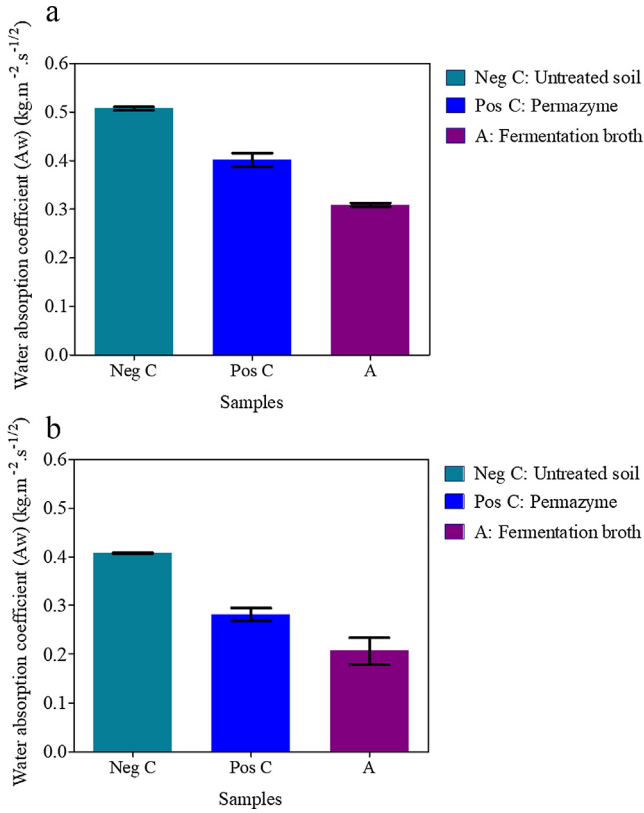 a
Water absorption coefficient (Aw) (kg.m⁻².s⁻¹/²)
0.6
0.5
0.4
0.3
0.2
0.1
0.0
Neg C Pos C A
Samples
Neg C: Untreated soil
Pos C: Permazyme
A: Fermentation broth
b
Water absorption coefficient (Aw) (kg.m⁻².s⁻¹/²)
0.6
0.5
0.4
0.3
0.2
0.1
0.0
Neg C Pos C A
Samples
Neg C: Untreated soil
Pos C: Permazyme
A: Fermentation broth